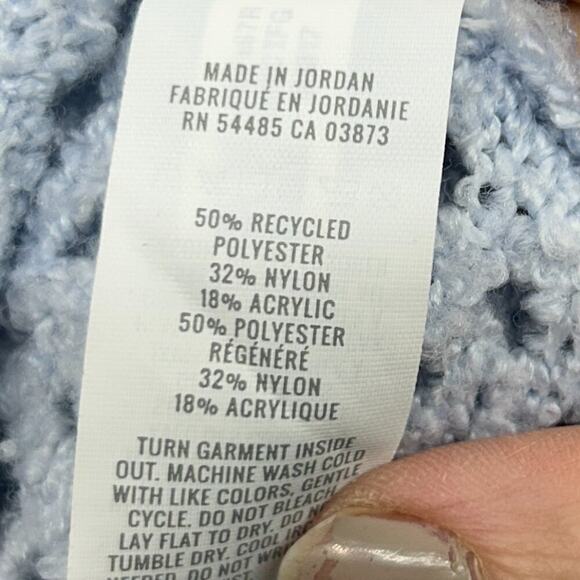 MADE IN JORDAN
FABRIQUÉ EN JORDANIE
RN 54485 CA 03873
50% RECYCLED
POLYESTER
32% NYLON
18% ACRYLIC
50% POLYESTER
RÉGÉNÉRÉ
32% NYLON
18% ACRYLIQUE
TURN GARMENT INSIDE
OUT. MACHINE WASH COLD
WITH LIKE COLORS, GENTLE
CYCLE. DO NOT BLEACH
LAY FLAT TO DRY. DO
TUMBLE DRY. COOL
DO NOT